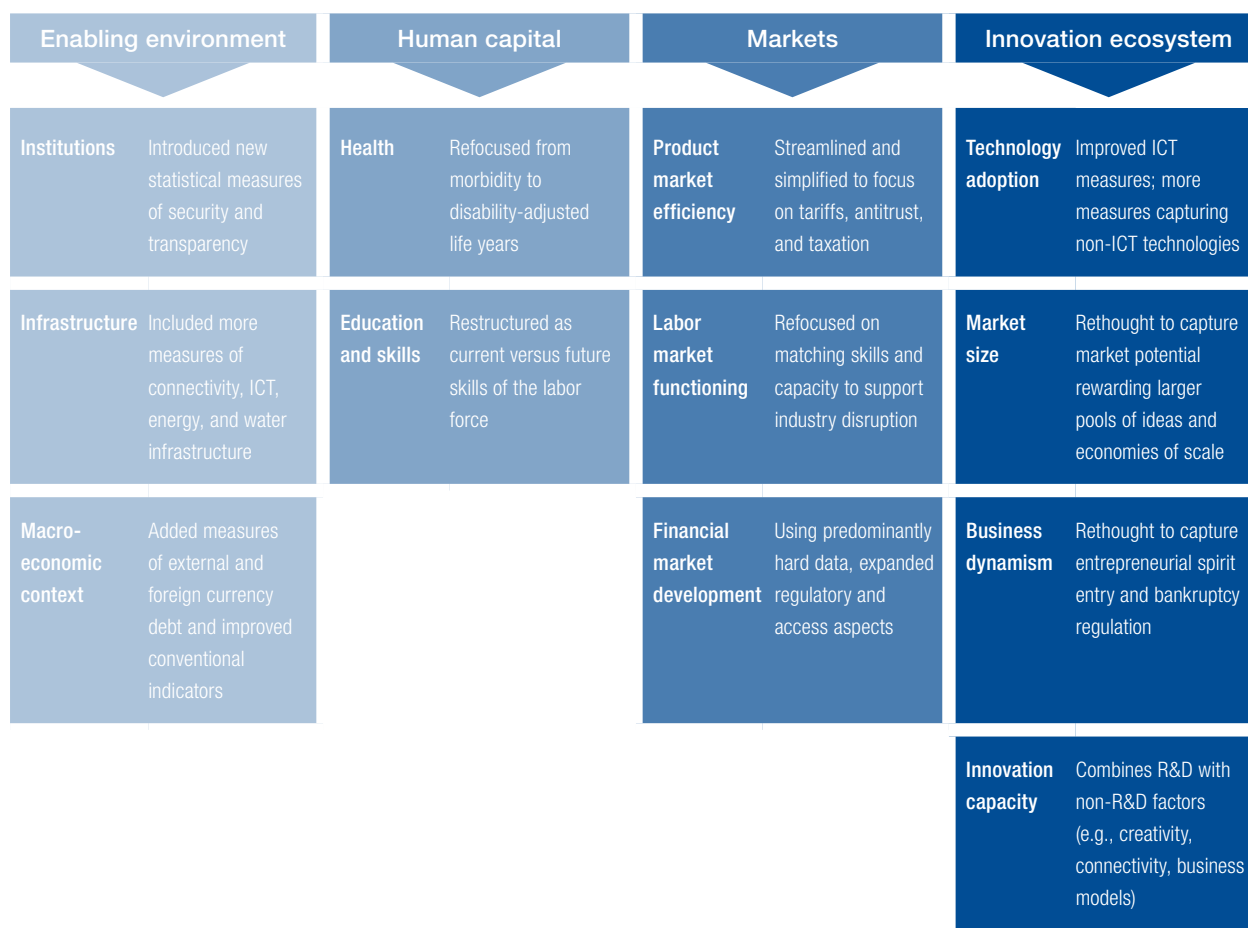 Enabling environment
Human capital
Markets
Innovation ecosystem
Institutions
Introduced new
statistical measures
of security and
transparency
Health
Refocused from
morbidity to
disability-adjusted
life years
Product
market
efficiency
Streamlined and
simplified to focus
on tariffs, antitrust,
and taxation
Technology
adoption
Improved ICT
measures; more
measures capturing
non-ICT technologies
Infrastructure
Included more
measures of
connectivity, ICT,
energy, and water
infrastructure
Education
and skills
Restructured as
current versus future
skills of the labor
force
Labor
market
functioning
Refocused on
matching skills and
capacity to support
industry disruption
Market
size
Rethought to capture
market potential
rewarding larger
pools of ideas and
economies of scale
Macro-
economic
context
Added measures
of external and
foreign currency
debt and improved
conventional
indicators
Financial
market
development
Using predominantly
hard data, expanded
regulatory and
access aspects
Business
dynamism
Rethought to capture
entrepreneurial spirit
entry and bankruptcy
regulation
Innovation
capacity
Combines R&D with
non-R&D factors
(e.g., creativity,
connectivity, business
models)